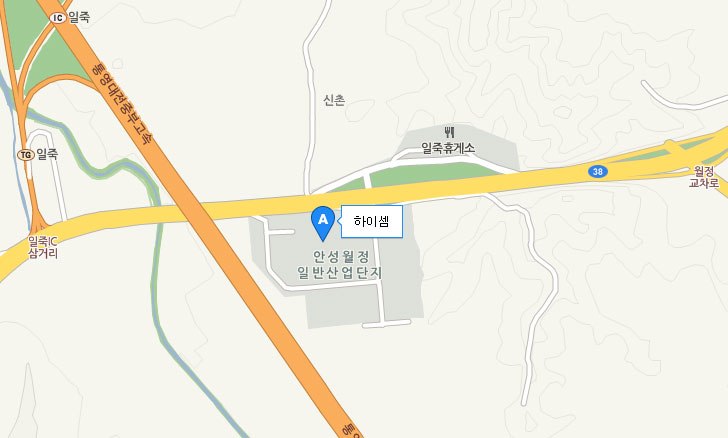 IC 일죽
통영대전중부고속
신촌
일죽휴게소
TG 일죽
38
월정
교차로
A
하이셈
일죽IC
삼거리
안성월정
일반산업단지
통영